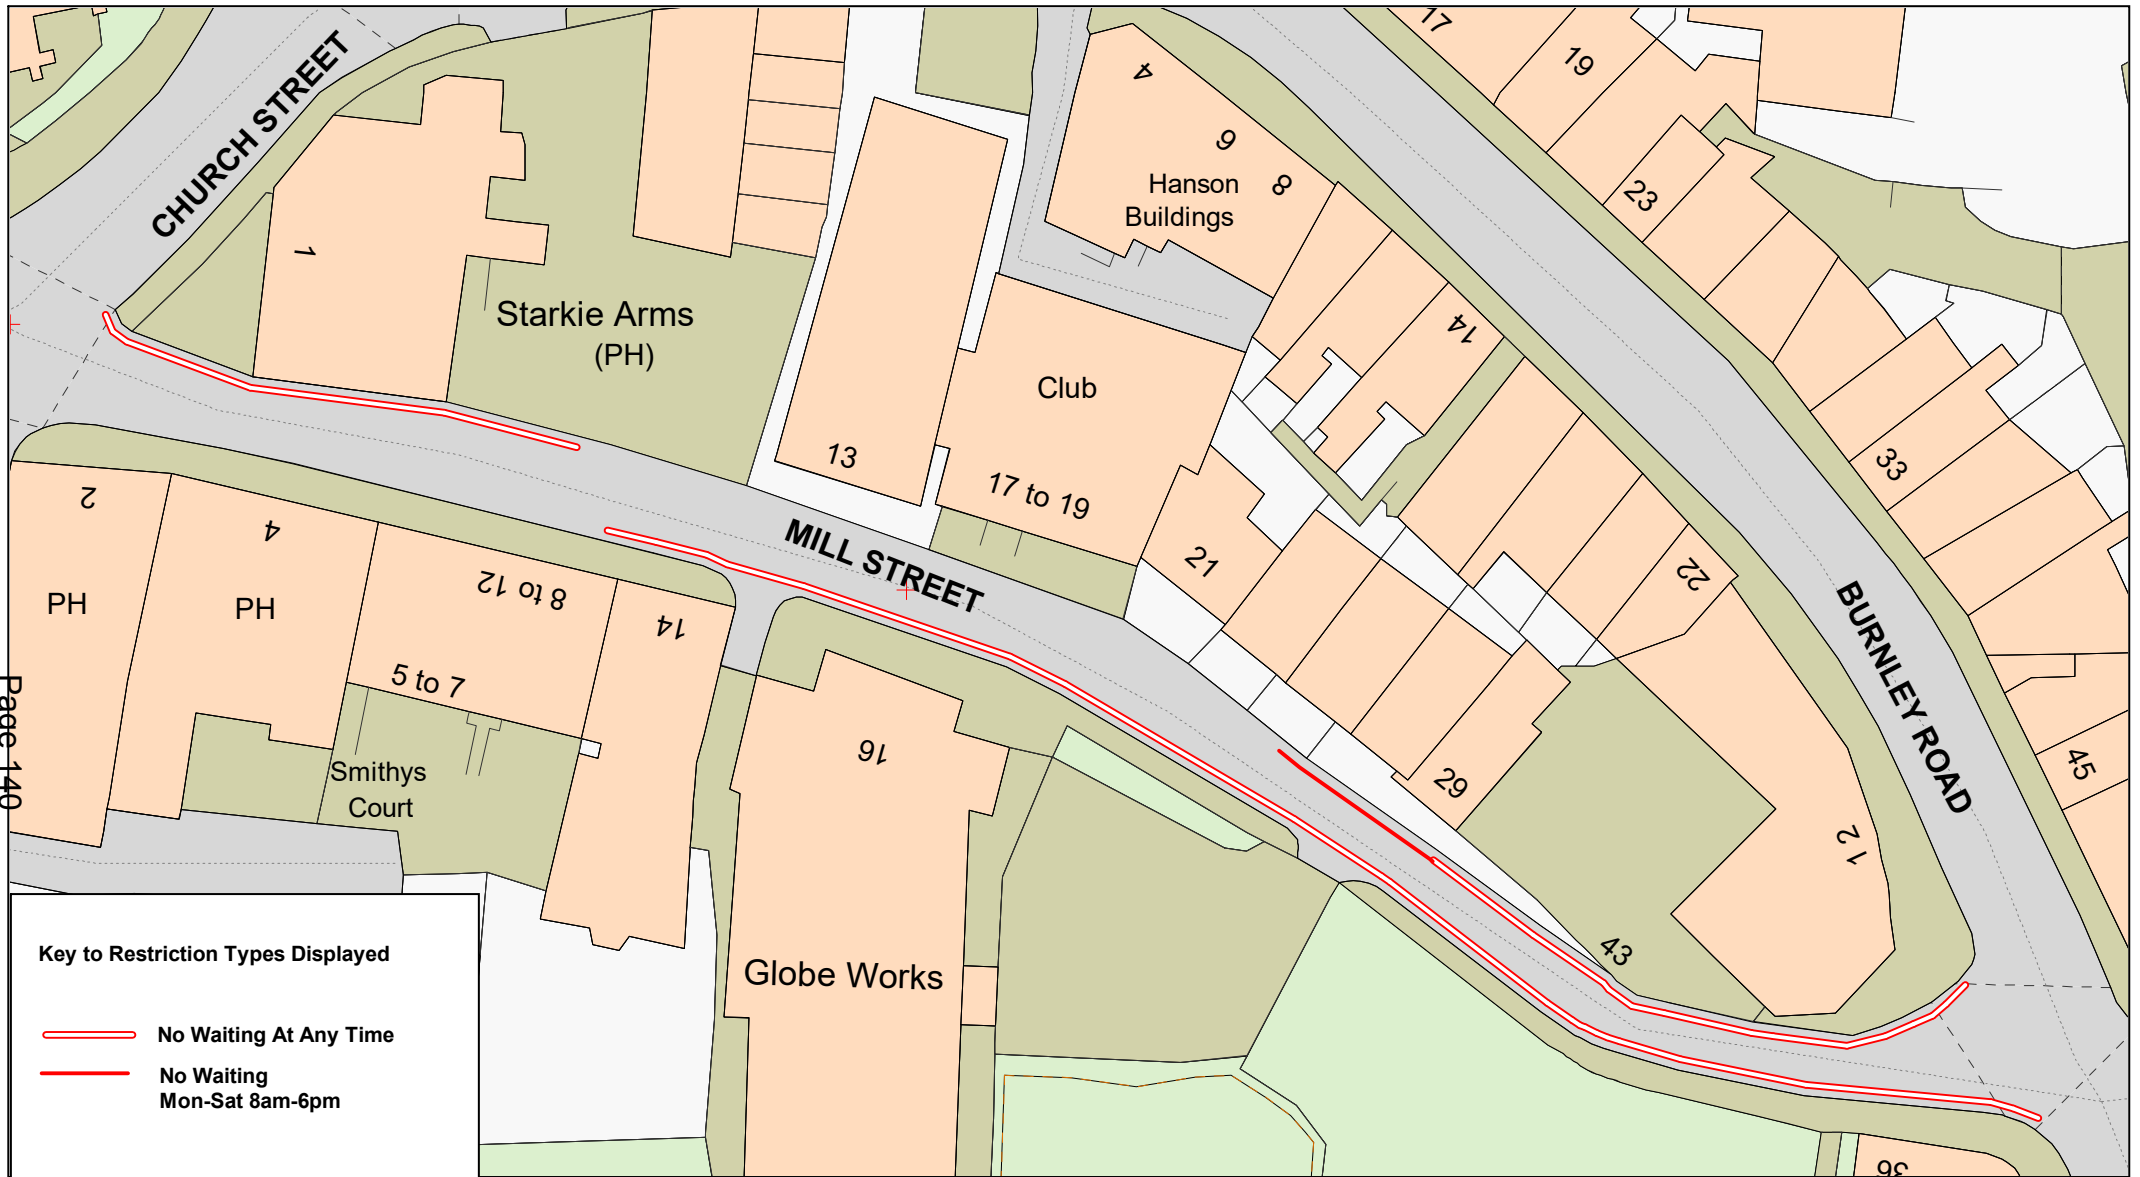 CHURCH STREET
17
19
4
6
8
Hanson
Buildings
23
1
Starkie Arms
(PH)
14
Club
13
17 to 19
33
2
4
MILL STREET
21
22
PH
PH
8 to 12
14
BURNLEY ROAD
5 to 7
Page 140
16
45
Smithys
Court
29
12
43
Globe Works
Key to Restriction Types Displayed
No Waiting At Any Time
No Waiting
Mon-Sat 8am-6pm
36